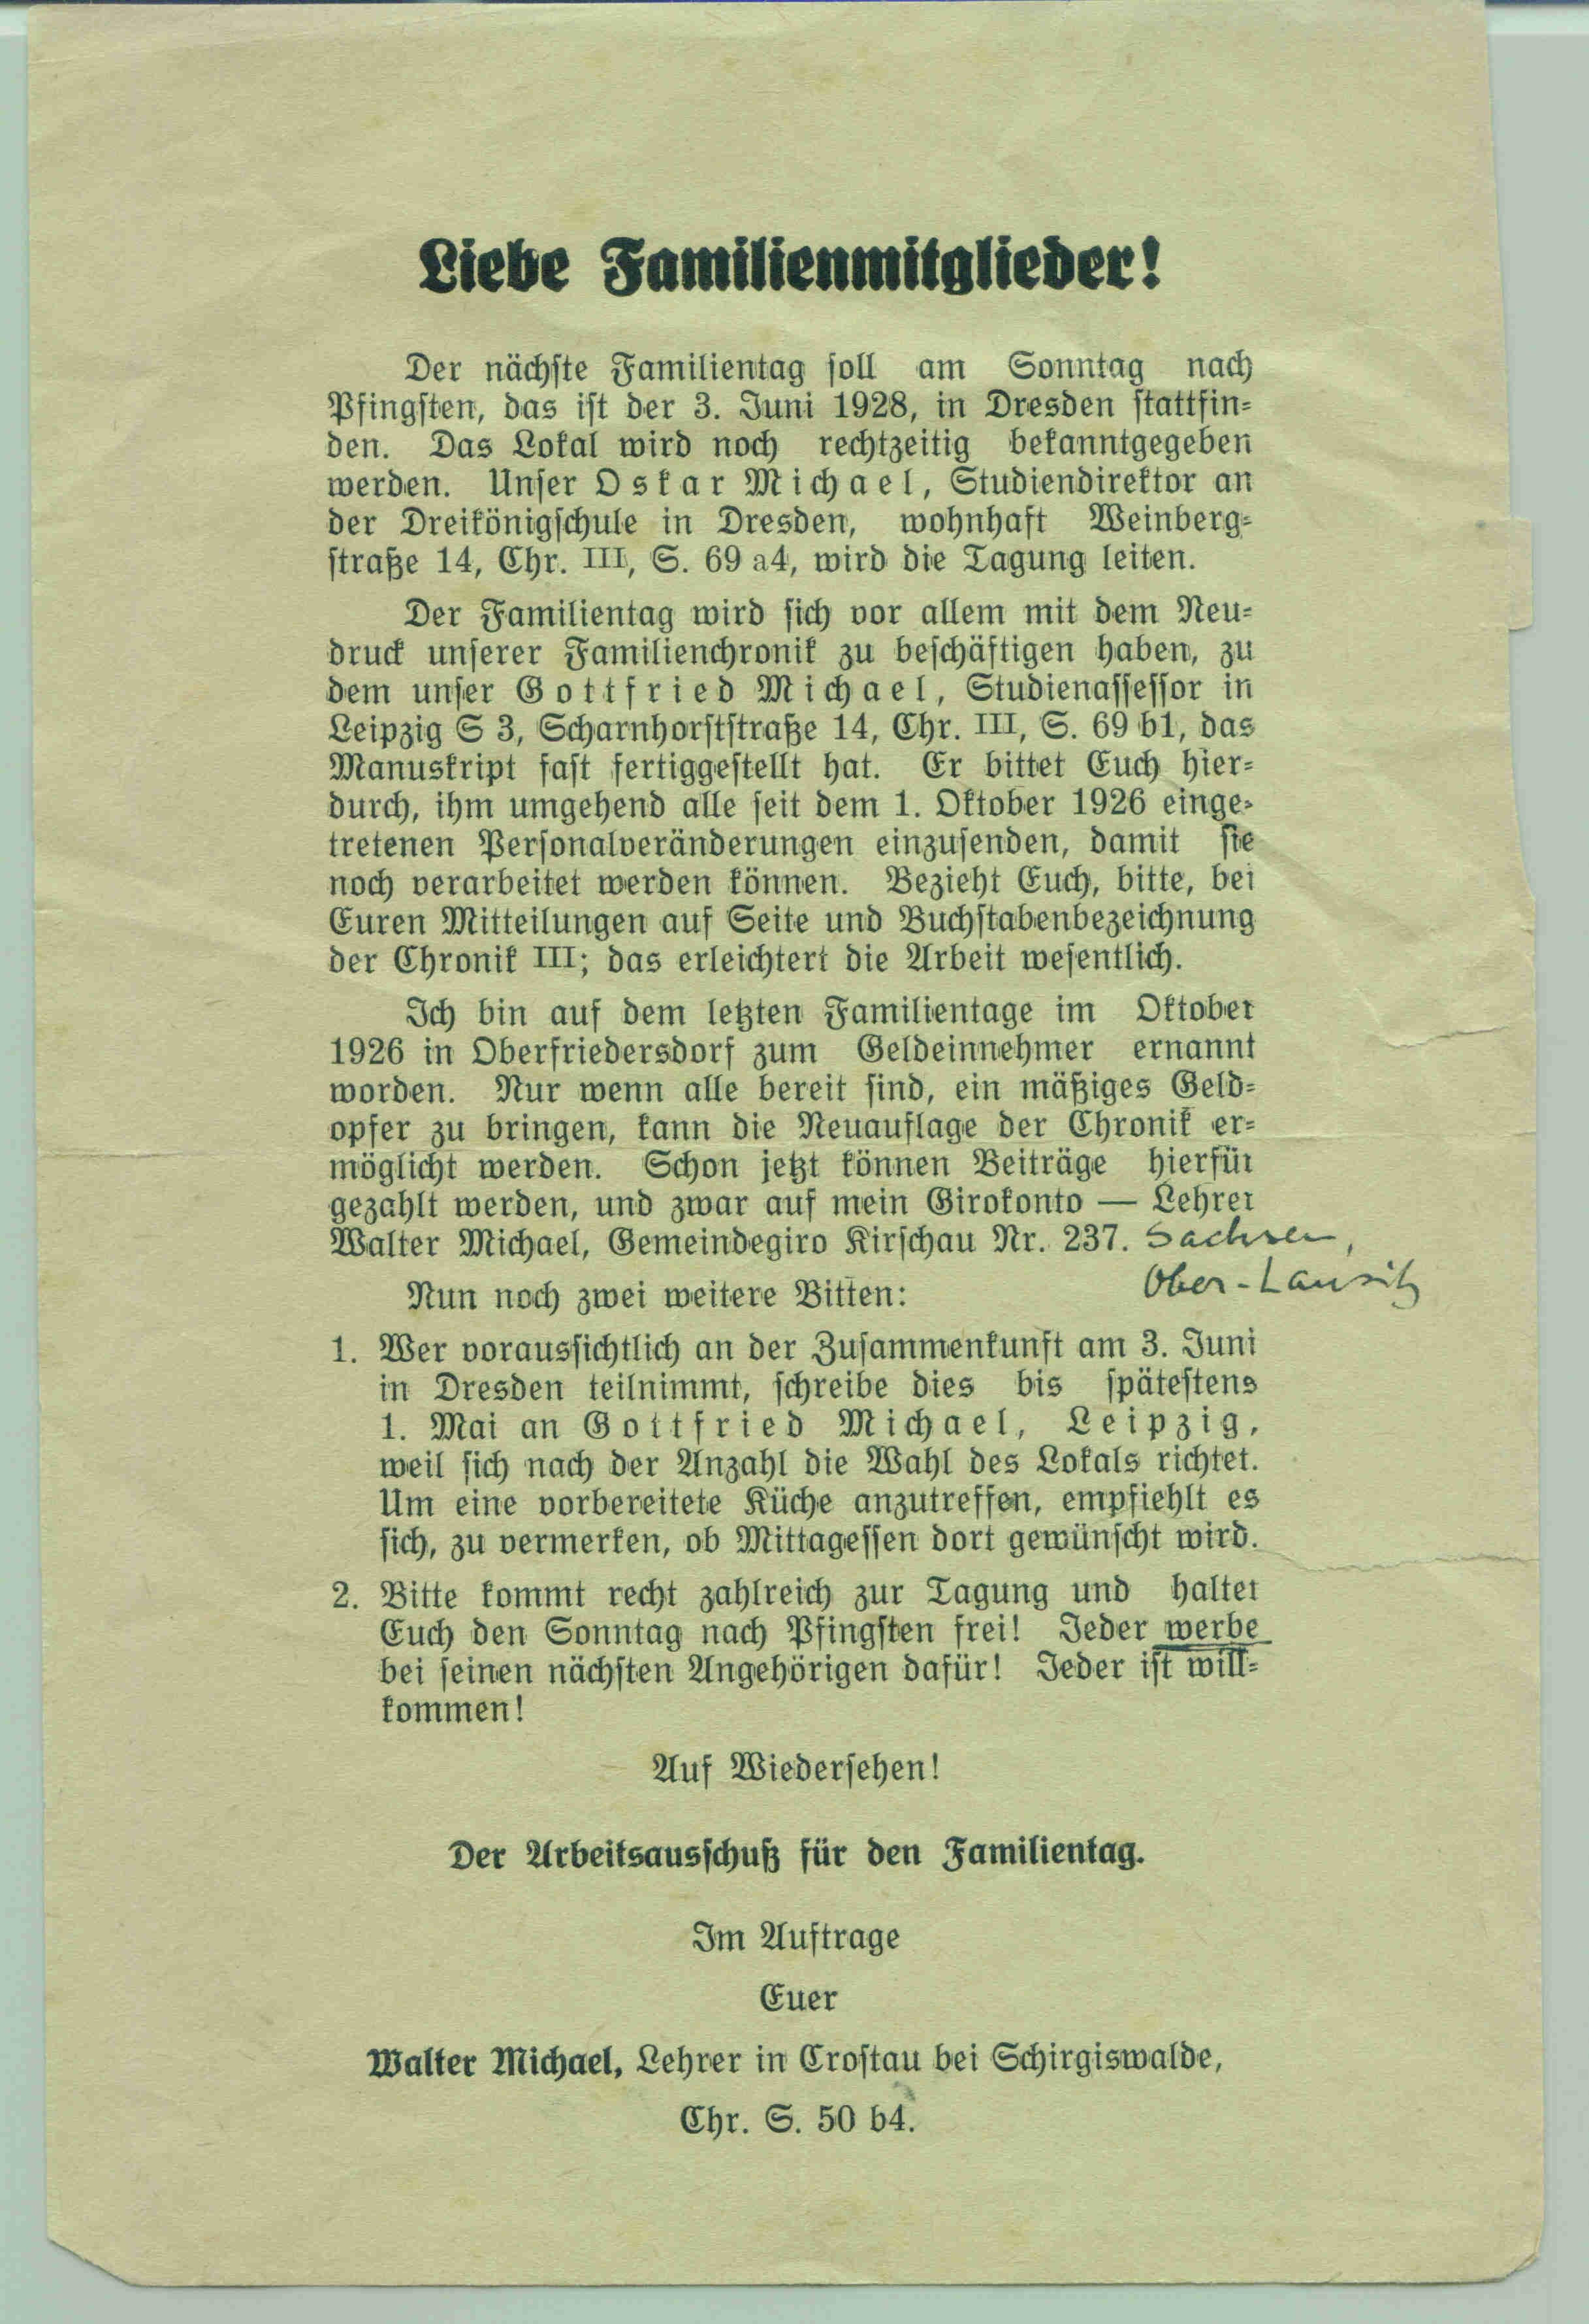 Liebe Familienmitglieder!
Der nächste Familientag soll am Sonntag nach
Pfingsten, das ist der 3. Juni 1928, in Dresden stattfin-
den. Das Lokal wird noch rechtzeitig bekanntgegeben
werden. Unser Oskar Michael, Studiendirektor an
der Dreikönigschule in Dresden, wohnhaft Weinberg-
straße 14, Chr. III, S. 69 a4, wird die Tagung leiten.
Der Familientag wird sich vor allem mit dem Neu-
druck unserer Familienchronik zu beschäftigen haben, zu
dem unser Gottfried Michael, Studienassessor in
Leipzig S 3, Scharnhorststraße 14, Chr. III, S. 69 b1, das
Manuskript fast fertiggestellt hat. Er bittet Euch hier-
durch, ihm umgehend alle seit dem 1. Oktober 1926 einge-
tretenen Personalveränderungen einzusenden, damit sie
noch verarbeitet werden können. Bezieht Euch, bitte, bei
Euren Mitteilungen auf Seite und Buchstabenbezeichnung
der Chronik III; das erleichtert die Arbeit wesentlich.
Ich bin auf dem letzten Familientage im Oktober
1926 in Oberfriedersdorf zum Geldeinnehmer ernannt
worden. Nur wenn alle bereit sind, ein mäßiges Geld-
opfer zu bringen, kann die Neuauflage der Chronik er-
möglicht werden. Schon jetzt können Beiträge hierfür
gezahlt werden, und zwar auf mein Girokonto — Lehrer
Walter Michael, Gemeindegiro Kirschau Nr. 237. Sachsen,
Ober-Lausitz
Nun noch zwei weitere Bitten:
1. Wer voraussichtlich an der Zusammenkunft am 3. Juni
in Dresden teilnimmt, schreibe dies bis spätestens
1. Mai an Gottfried Michael, Leipzig,
weil sich nach der Anzahl die Wahl des Lokals richtet.
Um eine vorbereitete Küche anzutreffen, empfiehlt es
sich, zu vermerken, ob Mittagessen dort gewünscht wird.
2. Bitte kommt recht zahlreich zur Tagung und haltet
Euch den Sonntag nach Pfingsten frei! Jeder werbe
bei seinen nächsten Angehörigen dafür! Jeder ist will-
kommen!
Auf Wiedersehen!
Der Arbeitsausschuß für den Familientag.
Im Auftrage
Euer
Walter Michael, Lehrer in Crostau bei Schirgiswalde,
Chr. S. 50 b4.